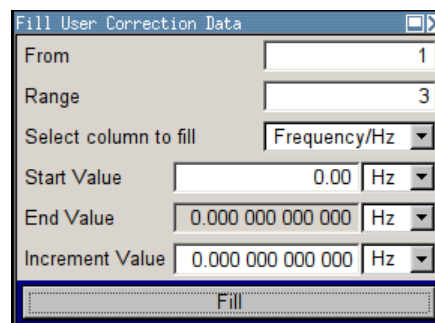 Fill User Correction Data
From 1
Range 3
Select column to fill Frequency/Hz
Start Value 0.00 Hz
End Value 0.000 000 000 000 Hz
Increment Value 0.000 000 000 000 Hz
Fill